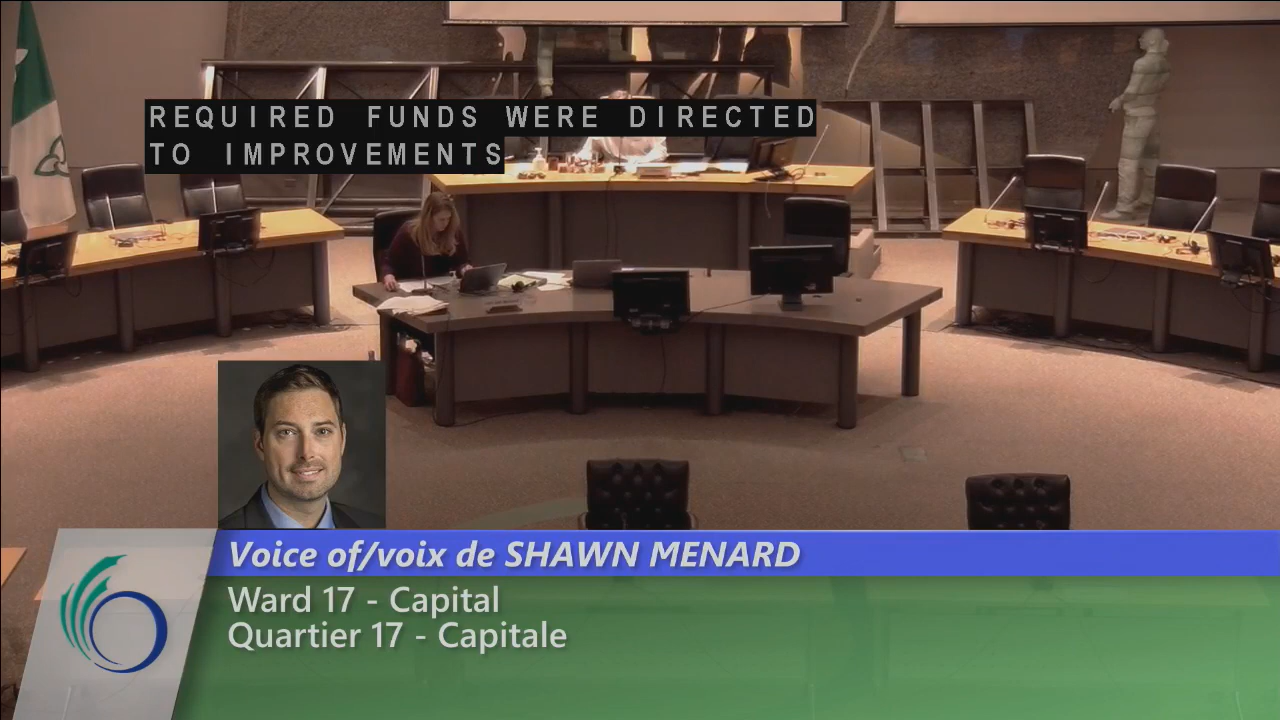 REQUIRED FUNDS WERE DIRECTED
TO IMPROVEMENTS
Voice of/voix de SHAWN MENARD
Ward 17 - Capital
Quartier 17 - Capitale